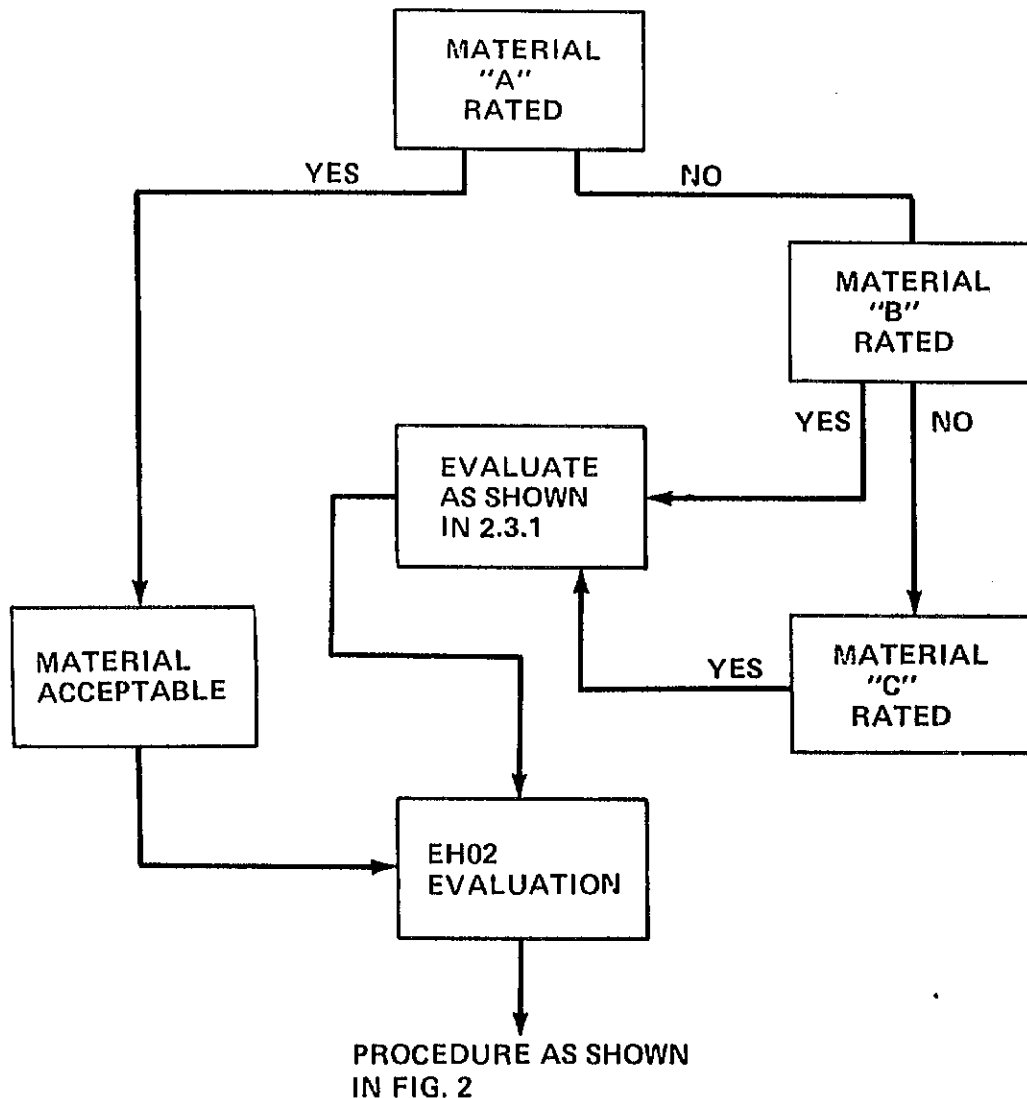 MATERIAL
"A"
RATED
YES
NO
MATERIAL
"B"
RATED
YES
NO
EVALUATE
AS SHOWN
IN 2.3.1
MATERIAL
ACCEPTABLE
YES
MATERIAL
"C"
RATED
EH02
EVALUATION
PROCEDURE AS SHOWN
IN FIG. 2